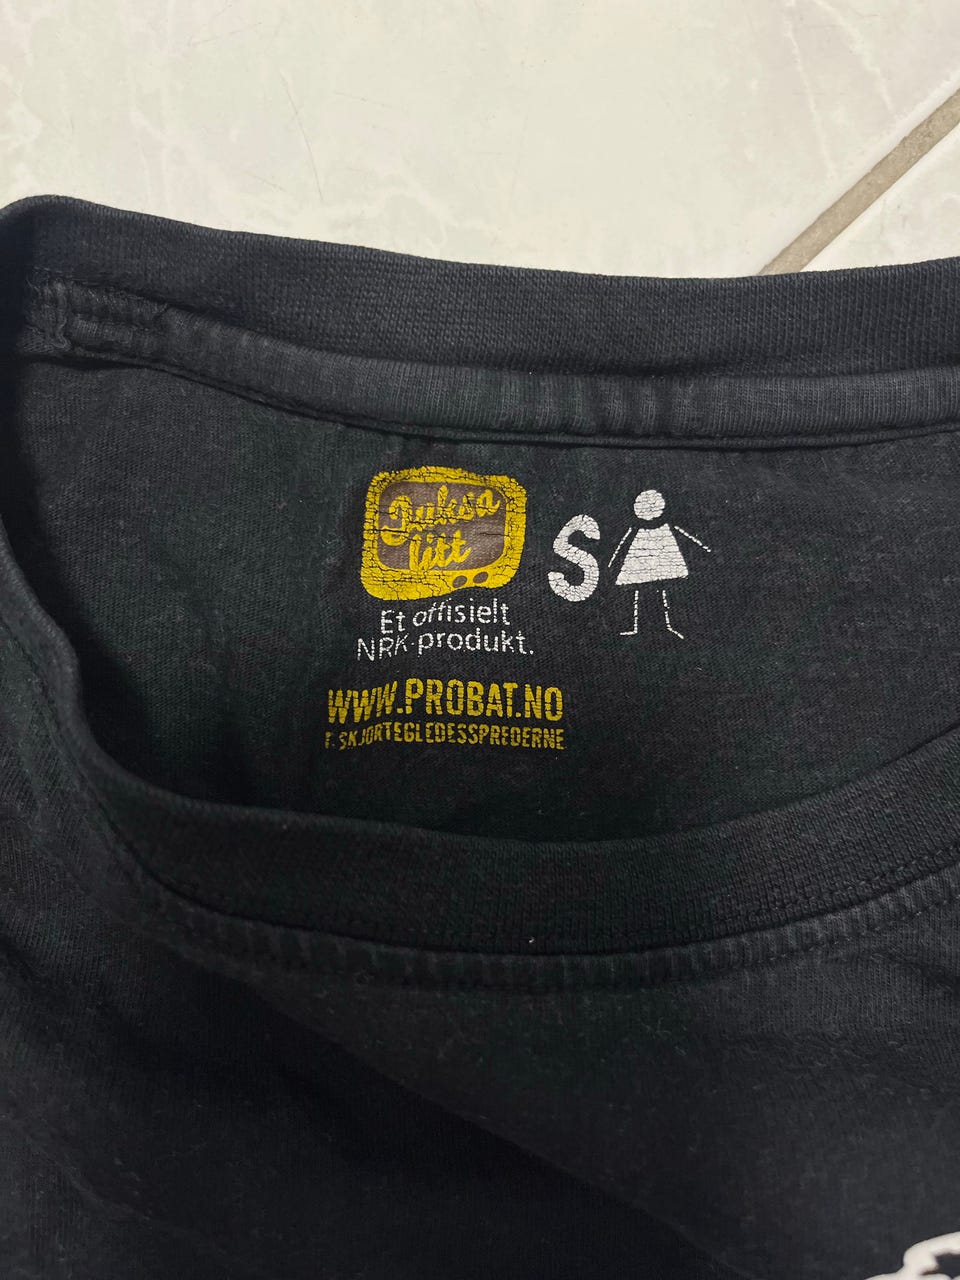 Juksa
litt
S
Et offisielt
NRK-produkt.
WWW.PROBAT.NO
T-SKJORTEGLEDESSPREDERNE